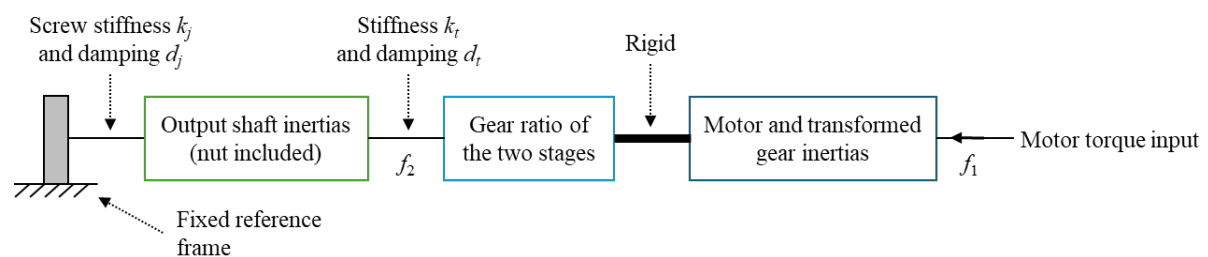 Screw stiffness kj
and damping dj
Stiffness kt
and damping dt
Rigid
Output shaft inertias
(nut included)
f2
Gear ratio of
the two stages
Motor and transformed
gear inertias
f1
Motor torque input
Fixed reference
frame